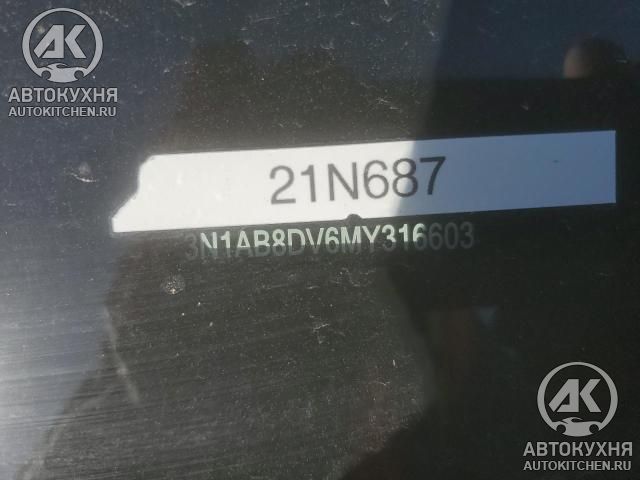 АК
АВТОКУХНЯ
AUTOKITCHEN.RU
21N687
3N1AB8DV6MY316603
АК
АВТОКУХНЯ
AUTOKITCHEN.RU